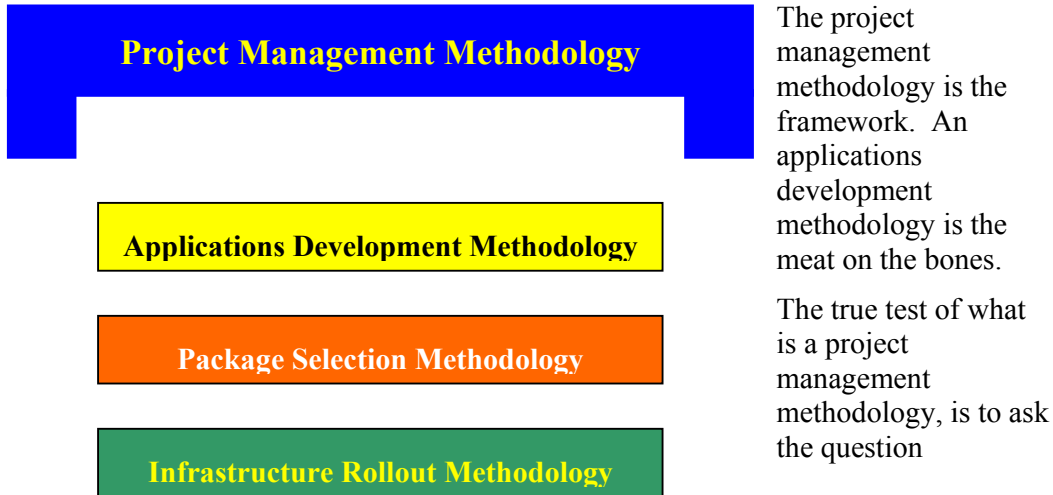 Project Management Methodology
Applications Development Methodology
Package Selection Methodology
Infrastructure Rollout Methodology
The project
management
methodology is the
framework.  An
applications
development
methodology is the
meat on the bones.
The true test of what
is a project
management
methodology, is to ask
the question